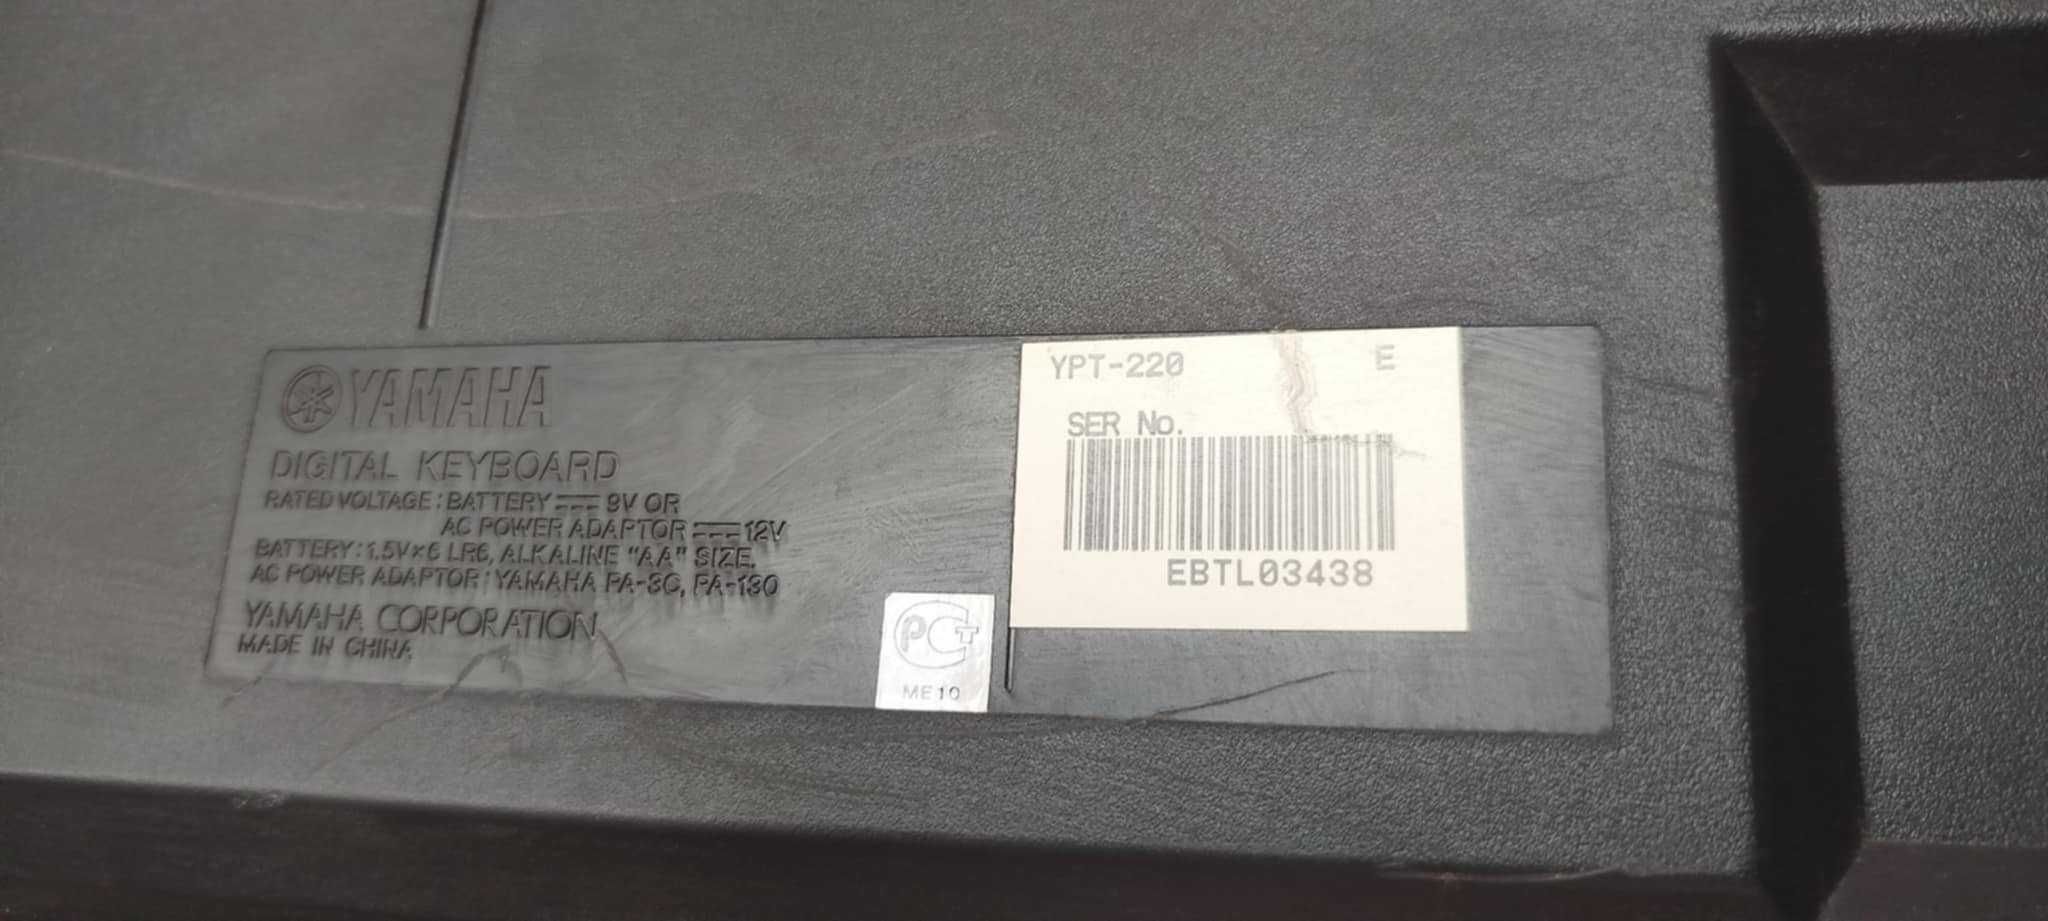 YAMAHA
DIGITAL KEYBOARD
RATED VOLTAGE : BATTERY ⎓ 9V OR
AC POWER ADAPTOR ⎓ 12V
BATTERY : 1.5V×6 LR6, ALKALINE "AA" SIZE.
AC POWER ADAPTOR : YAMAHA PA-3C, PA-130
YAMAHA CORPORATION
MADE IN CHINA
PCT
ME10
YPT-220 E
SER No.
EBTL03438